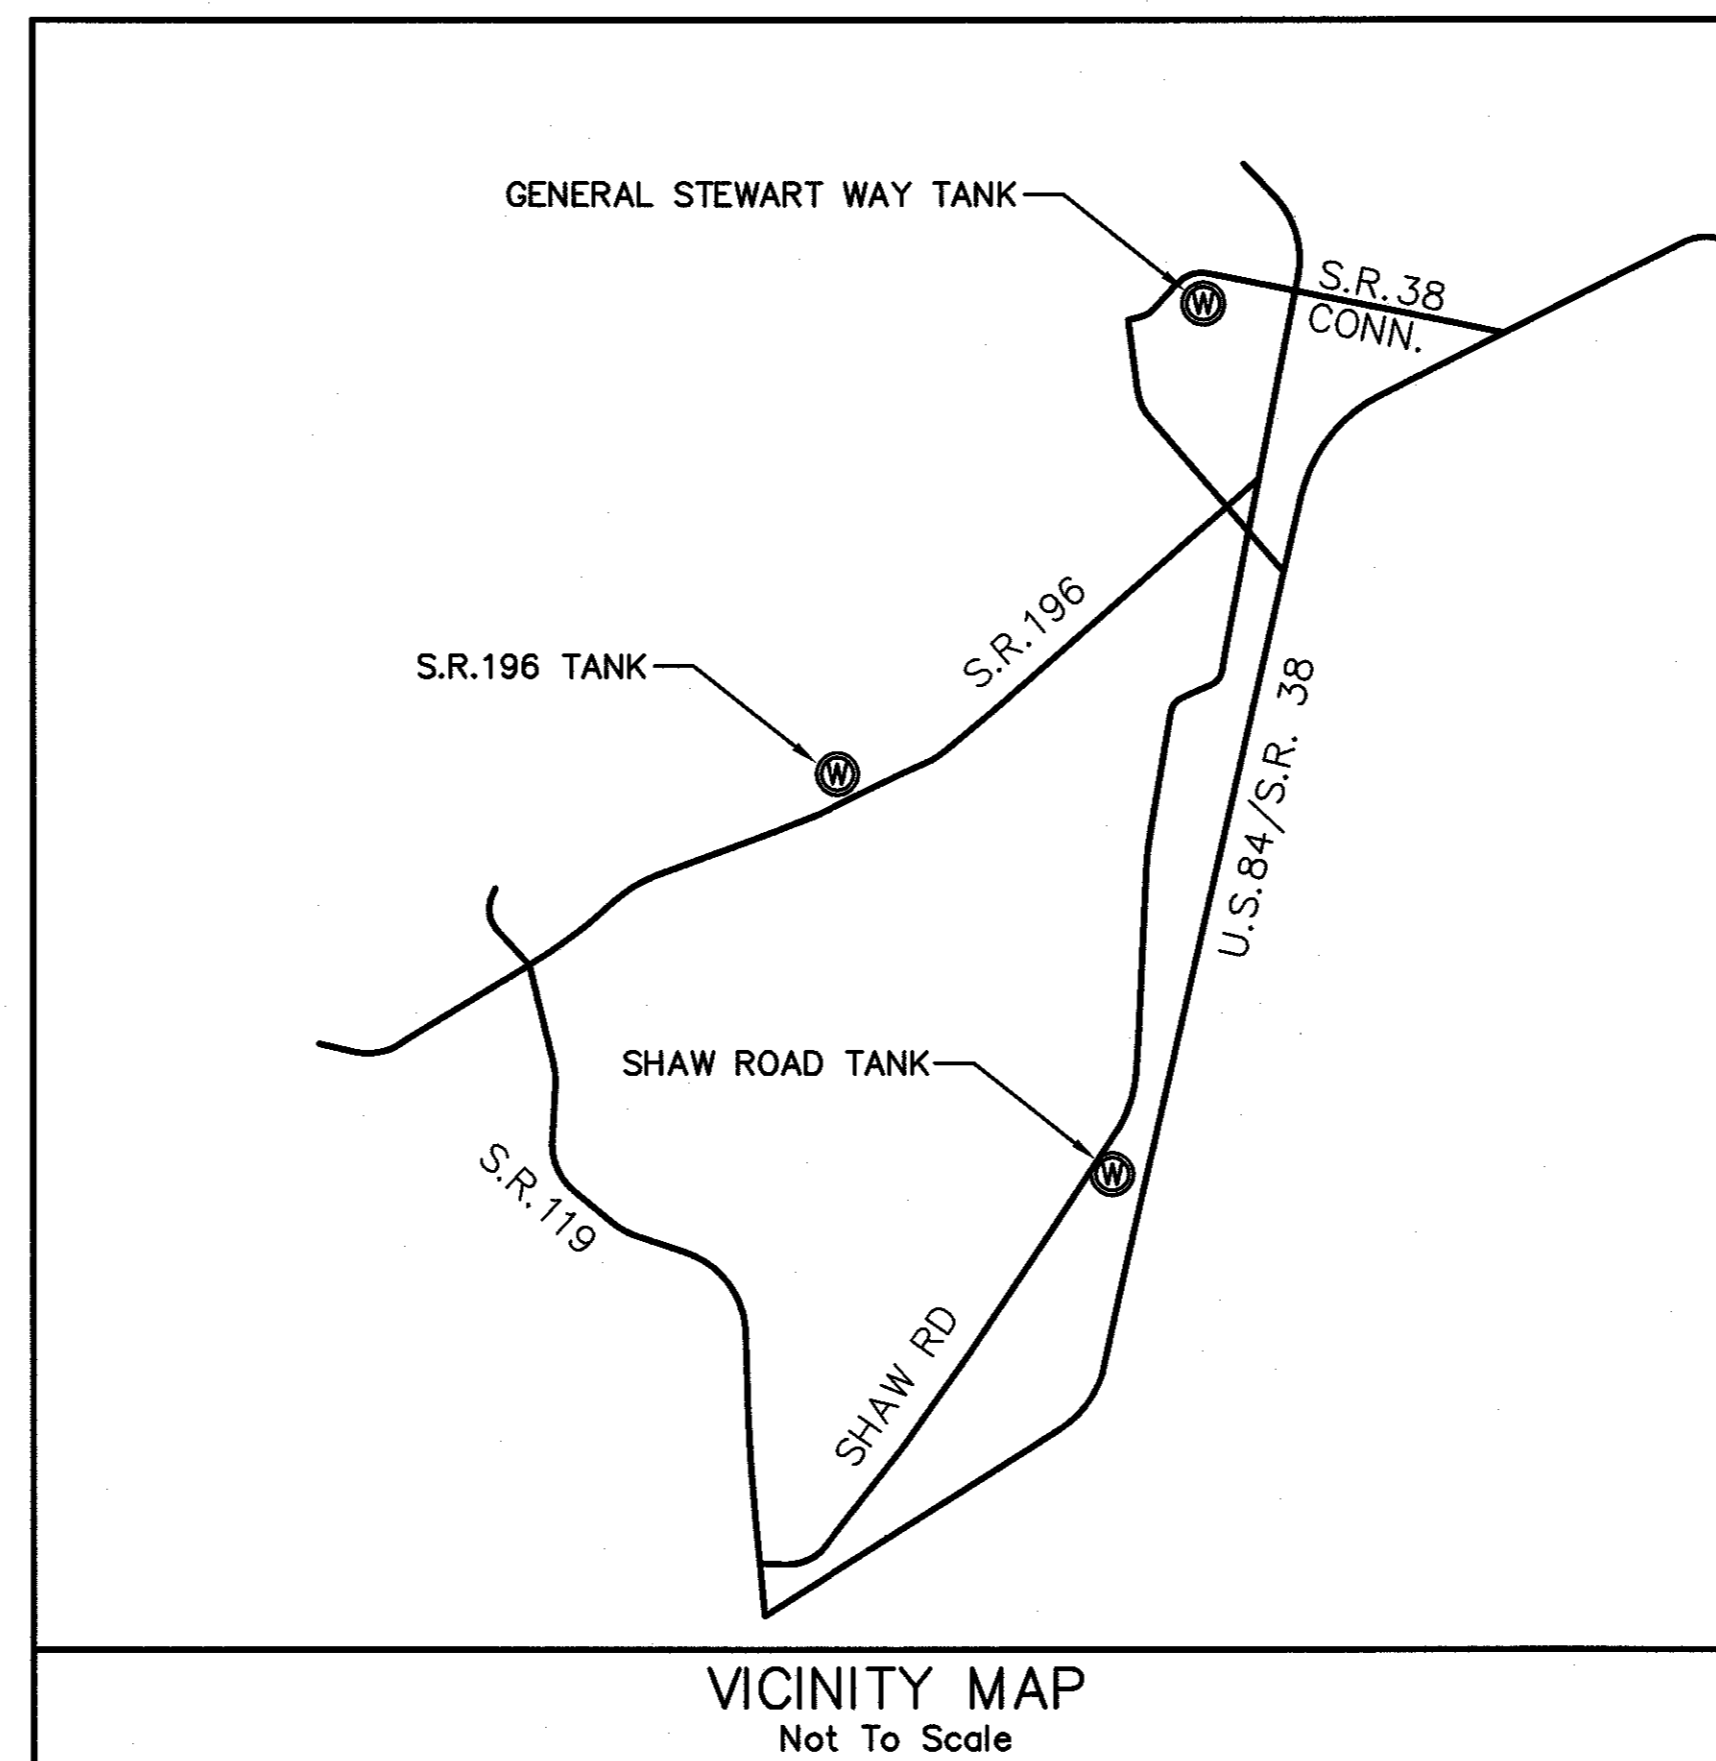 GENERAL STEWART WAY TANK
S.R.38
CONN.
W
S.R.196
S.R.196 TANK
W
U.S.84/S.R. 38
SHAW ROAD TANK
W
S.R.119
SHAW RD
VICINITY MAP
Not To Scale